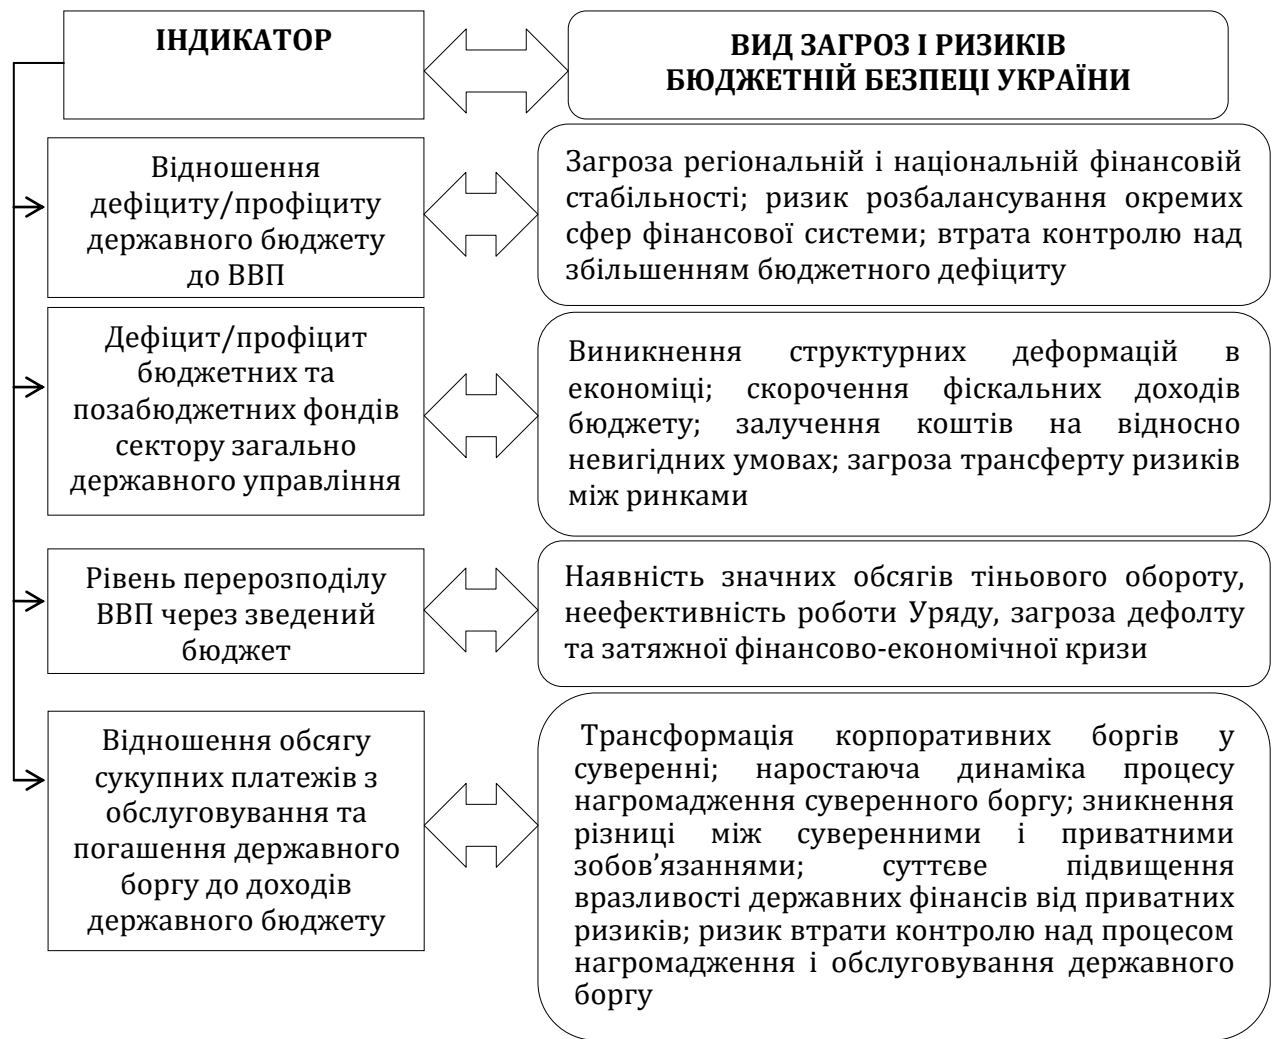 ІНДИКАТОР
ВИД ЗАГРОЗ І РИЗИКІВ
БЮДЖЕТНІЙ БЕЗПЕЦІ УКРАЇНИ
Відношення
дефіциту/профіциту
державного бюджету
до ВВП
Загроза регіональній і національній фінансовій
стабільності; ризик розбалансування окремих
сфер фінансової системи; втрата контролю над
збільшенням бюджетного дефіциту
Дефіцит/профіцит
бюджетних та
позабюджетних фондів
сектору загально
державного управління
Виникнення структурних деформацій в
економіці; скорочення фіскальних доходів
бюджету; залучення коштів на відносно
невигідних умовах; загроза трансферту ризиків
між ринками
Рівень перерозподілу
ВВП через зведений
бюджет
Наявність значних обсягів тіньового обороту,
неефективність роботи Уряду, загроза дефолту
та затяжної фінансово-економічної кризи
Відношення обсягу
сукупних платежів з
обслуговування та
погашення державного
боргу до доходів
державного бюджету
Трансформація корпоративних боргів у
суверенні; наростаюча динаміка процесу
нагромадження суверенного боргу; зникнення
різниці між суверенними і приватними
зобов’язаннями; суттєве підвищення
вразливості державних фінансів від приватних
ризиків; ризик втрати контролю над процесом
нагромадження і обслуговування державного
боргу